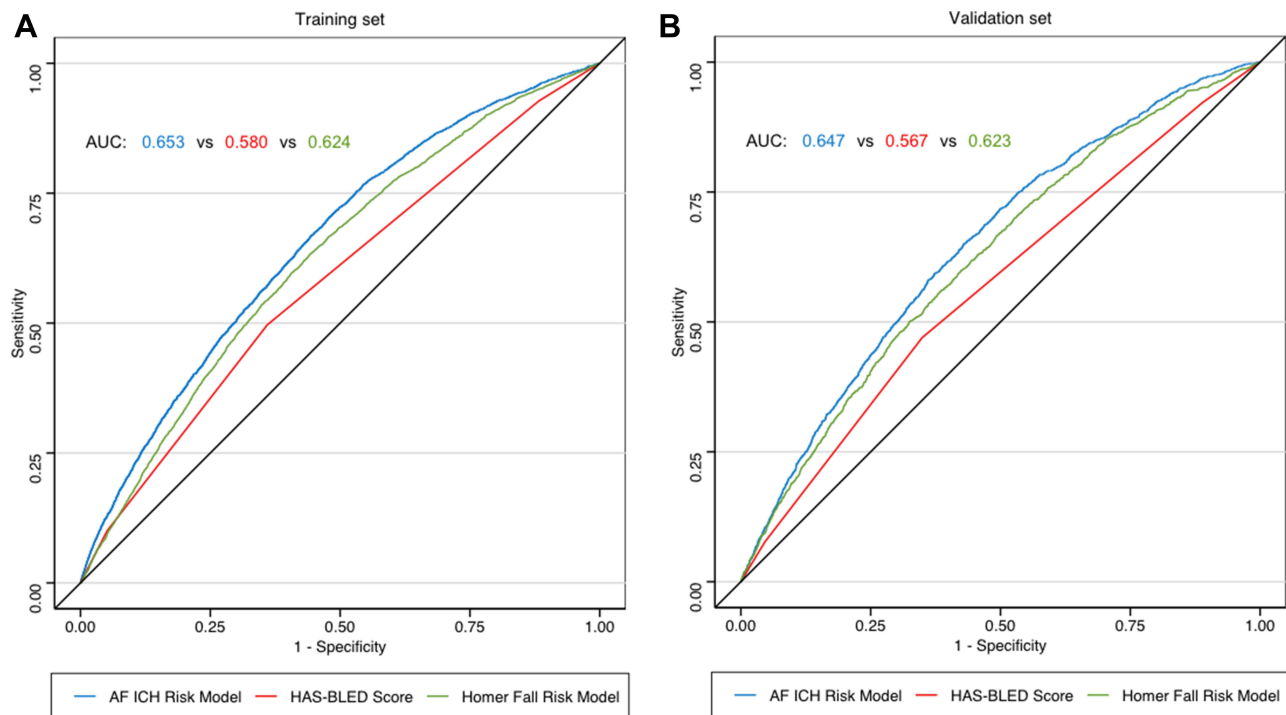 A
Training set
AUC: 0.653 vs 0.580 vs 0.624
1.00
0.75
0.50
0.25
0.00
Sensitivity
0.00 0.25 0.50 0.75 1.00
1 - Specificity
AF ICH Risk Model HAS-BLED Score Homer Fall Risk Model
B
Validation set
AUC: 0.647 vs 0.567 vs 0.623
1.00
0.75
0.50
0.25
0.00
Sensitivity
0.00 0.25 0.50 0.75 1.00
1 - Specificity
AF ICH Risk Model HAS-BLED Score Homer Fall Risk Model